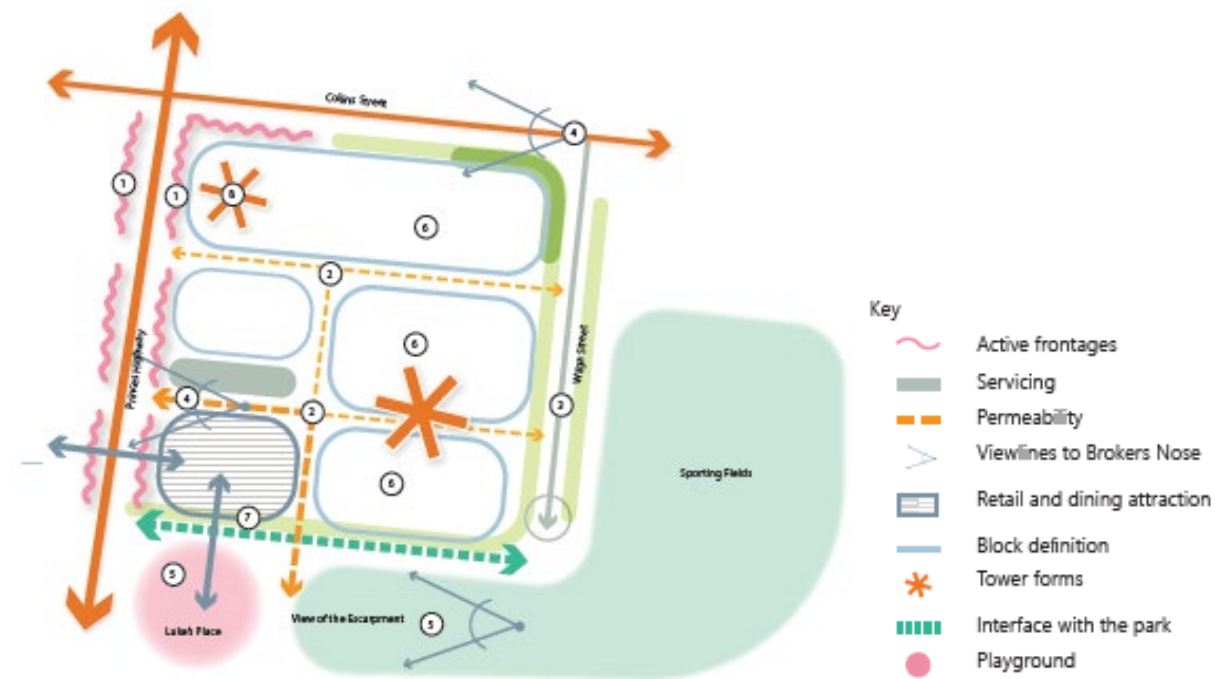 Collins Street
4
1
1
8
6
2
6
Princes Highway
4
2
2
Waga Street
6
7
5
Luke's Place
View of the Escarpment
5
Sporting Fields
Key
Active frontages
Servicing
Permeability
Viewlines to Brokers Nose
Retail and dining attraction
Block definition
Tower forms
Interface with the park
Playground